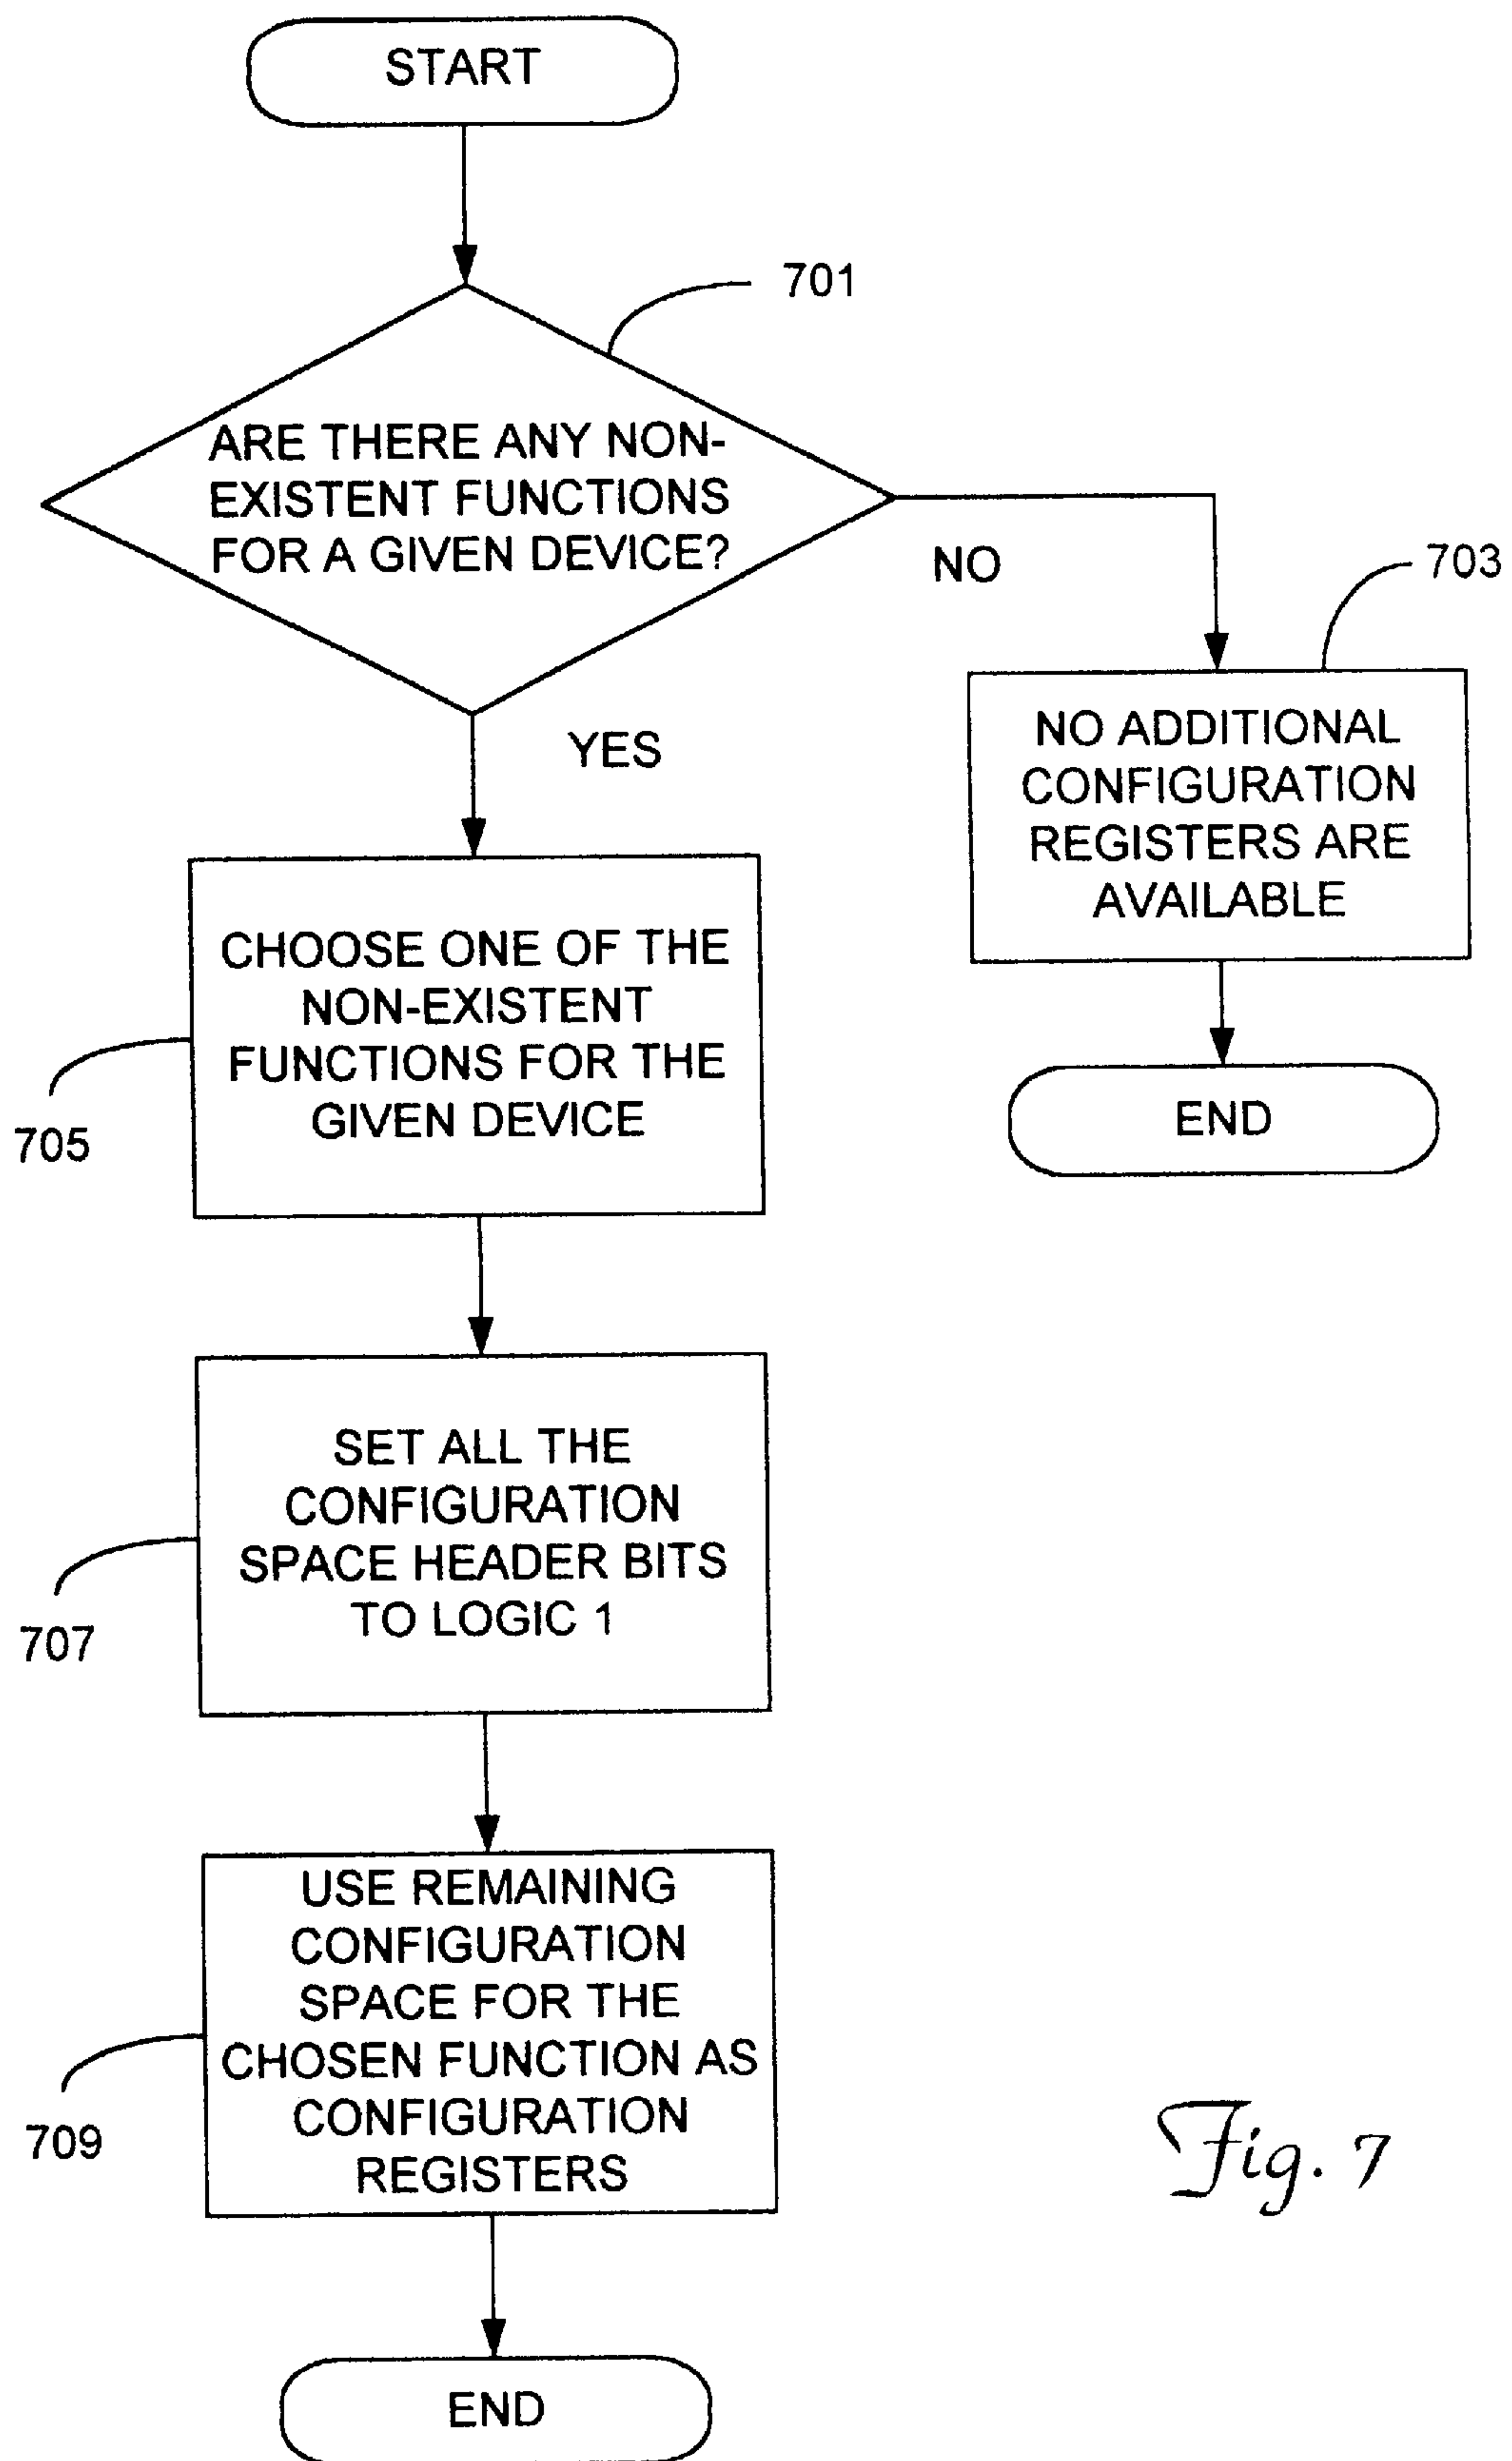 START
701
ARE THERE ANY NON-
EXISTENT FUNCTIONS
FOR A GIVEN DEVICE?
NO
703
YES
NO ADDITIONAL
CONFIGURATION
REGISTERS ARE
AVAILABLE
CHOOSE ONE OF THE
NON-EXISTENT
FUNCTIONS FOR THE
GIVEN DEVICE
705
END
SET ALL THE
CONFIGURATION
SPACE HEADER BITS
TO LOGIC 1
707
USE REMAINING
CONFIGURATION
SPACE FOR THE
CHOSEN FUNCTION AS
CONFIGURATION
REGISTERS
709
Fig. 7
END